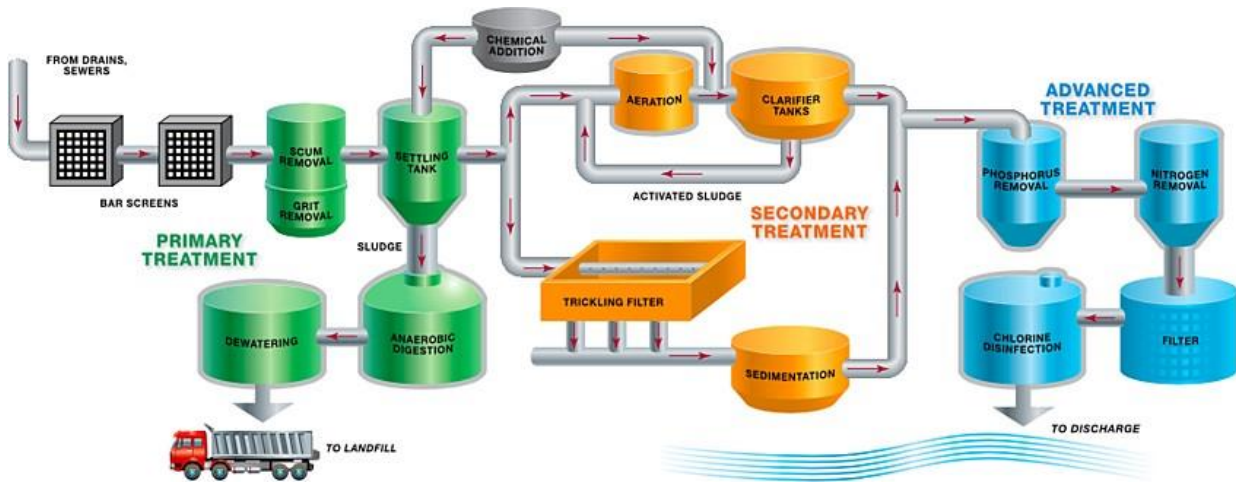 FROM DRAINS,
SEWERS
BAR SCREENS
SCUM
REMOVAL
GRIT
REMOVAL
PRIMARY
TREATMENT
CHEMICAL
ADDITION
SETTLING
TANK
SLUDGE
ANAEROBIC
DIGESTION
DEWATERING
TO LANDFILL
AERATION
CLARIFIER
TANKS
ACTIVATED SLUDGE
SECONDARY
TREATMENT
TRICKLING FILTER
SEDIMENTATION
ADVANCED
TREATMENT
PHOSPHORUS
REMOVAL
NITROGEN
REMOVAL
FILTER
CHLORINE
DISINFECTION
TO DISCHARGE